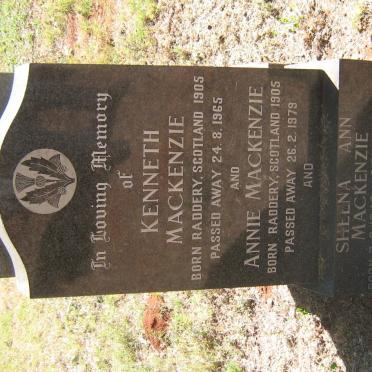 In Loving Memory
of
KENNETH
MACKENZIE
BORN RADDERY, SCOTLAND 1905
PASSED AWAY 24. 8. 1965
AND
ANNIE MACKENZIE
BORN RADDERY, SCOTLAND 1905
PASSED AWAY 26. 2. 1979
AND
SHEENA ANN
MACKENZIE